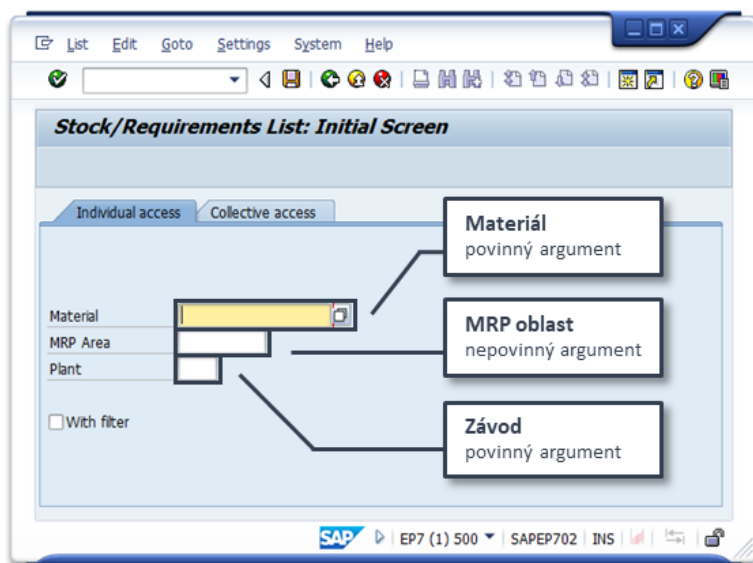 List Edit Goto Settings System Help
Stock/Requirements List: Initial Screen
Individual access Collective access
Materiál
povinný argument
Material
MRP oblast
nepovinný argument
MRP Area
Plant
With filter
Závod
povinný argument
SAP EP7 (1) 500 SAPEP702 INS